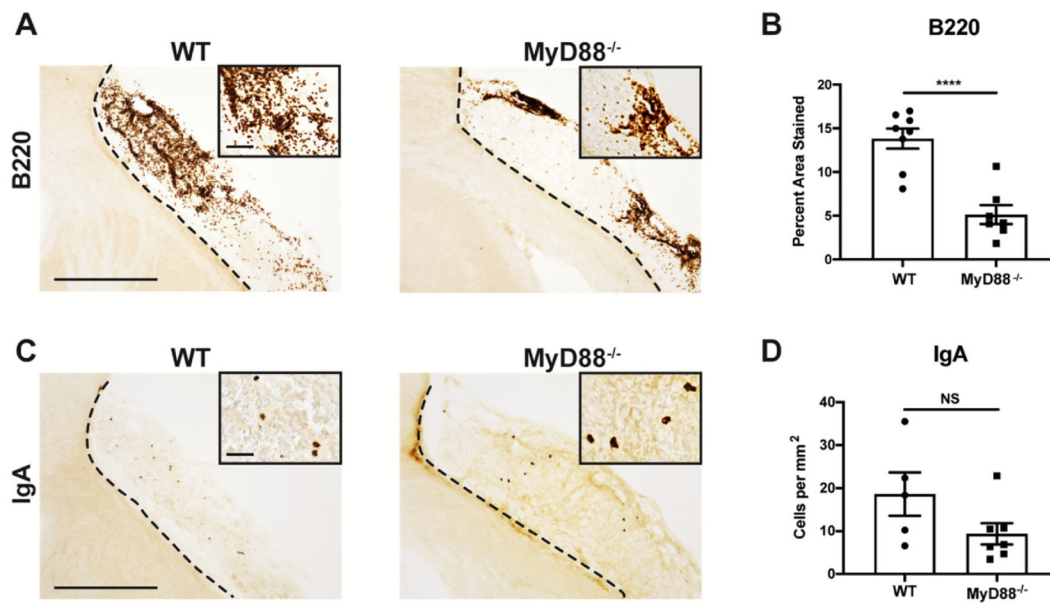 A
WT
MyD88-/-
B220
B
B220
****
Percent Area Stained
20
15
10
5
0
WT
MyD88-/-
C
WT
MyD88-/-
IgA
D
IgA
NS
Cells per mm2
40
30
20
10
0
WT
MyD88-/-